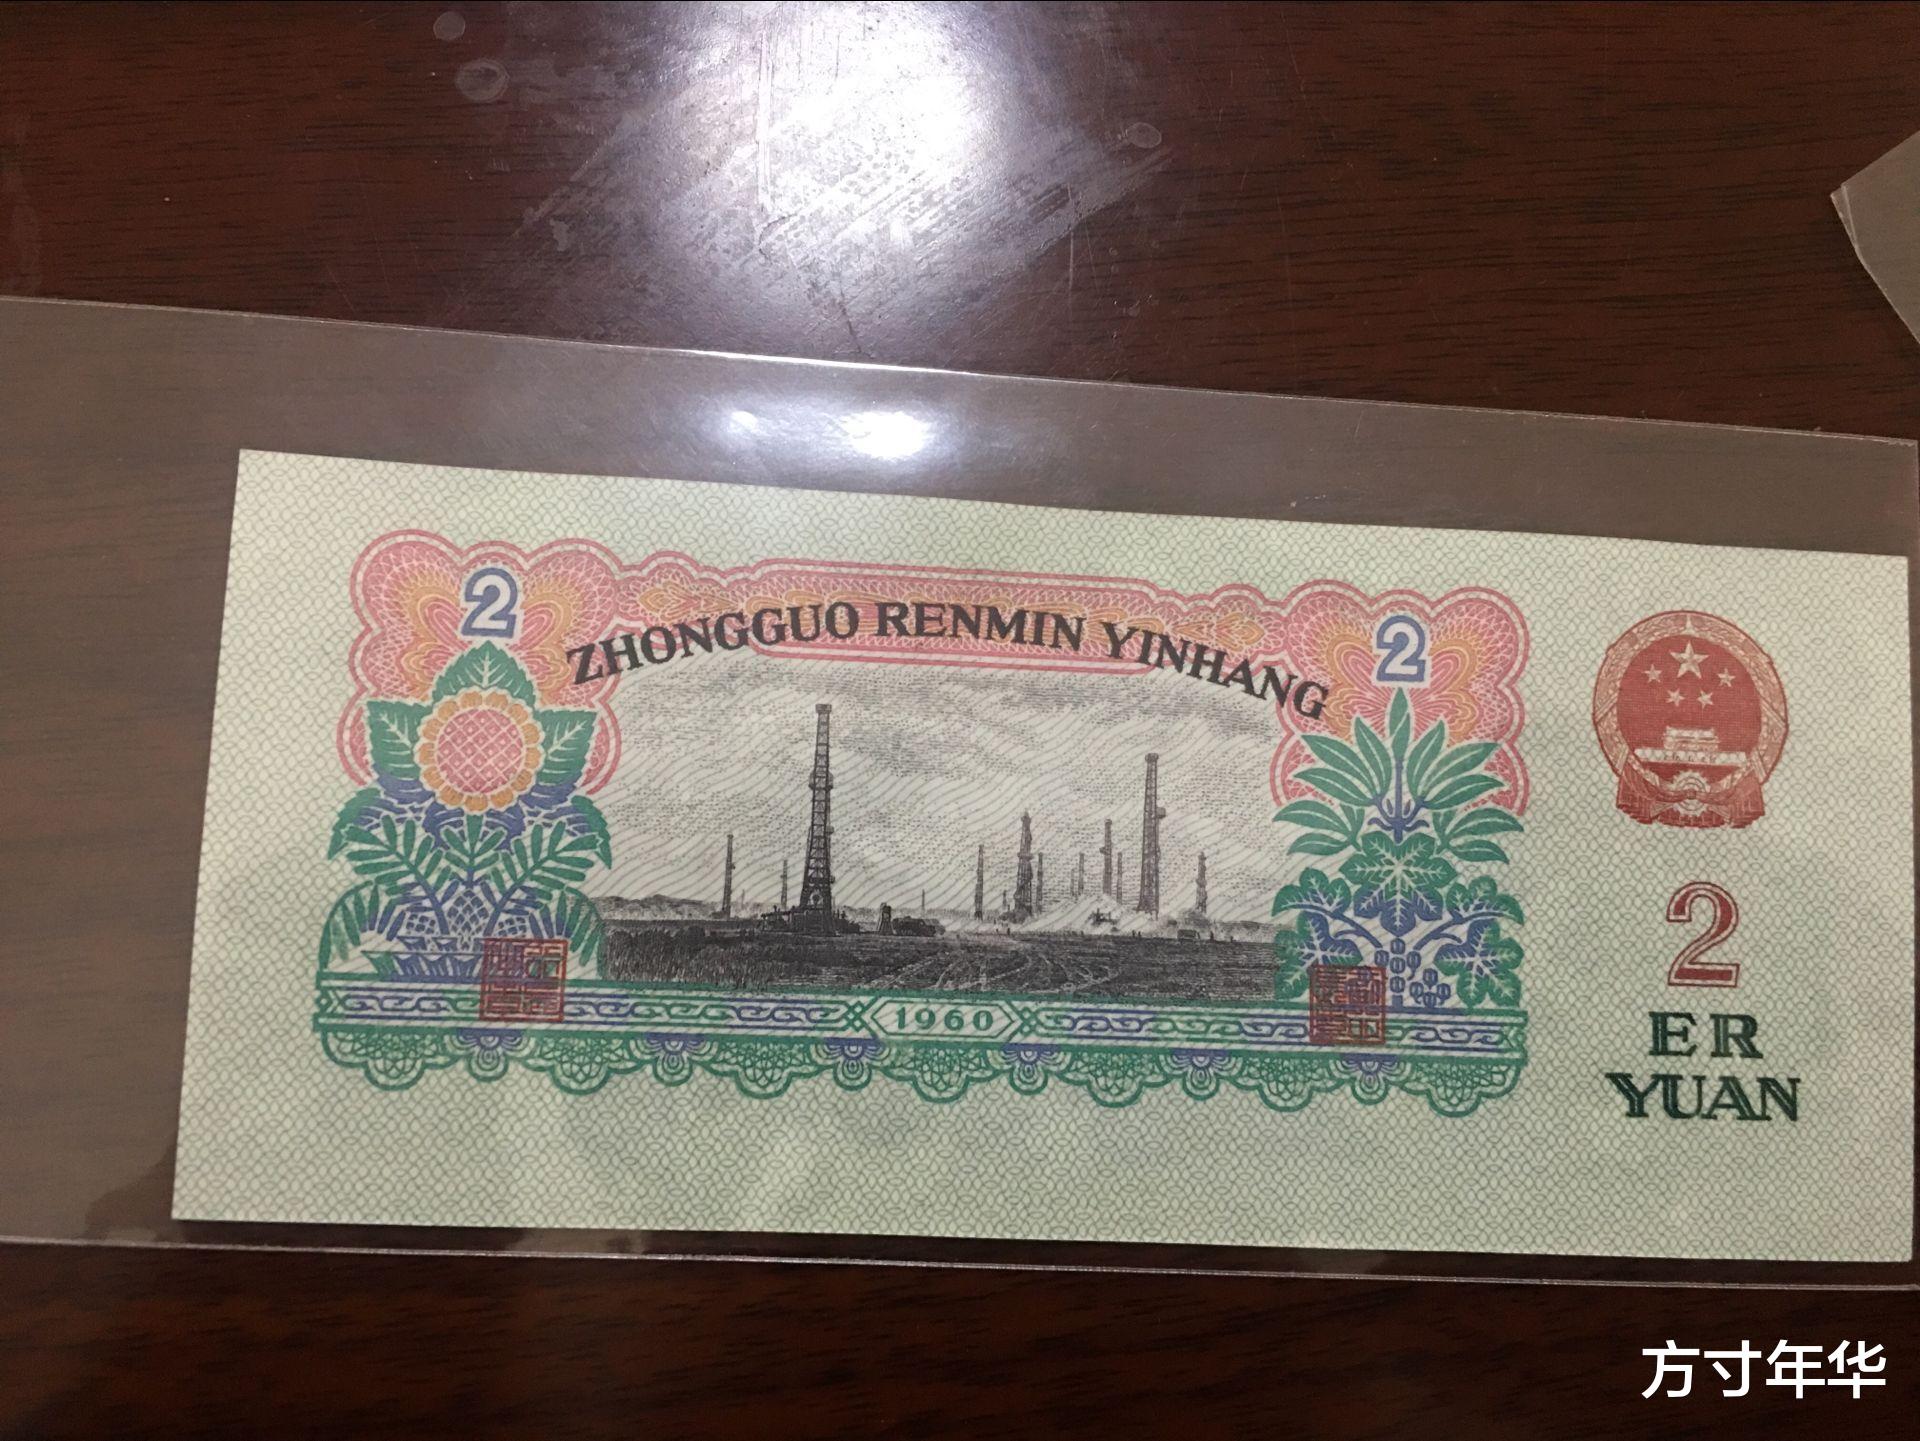 2
2
ZHONGGUO RENMIN YINHANG
1960
2
ER
YUAN
方寸年华